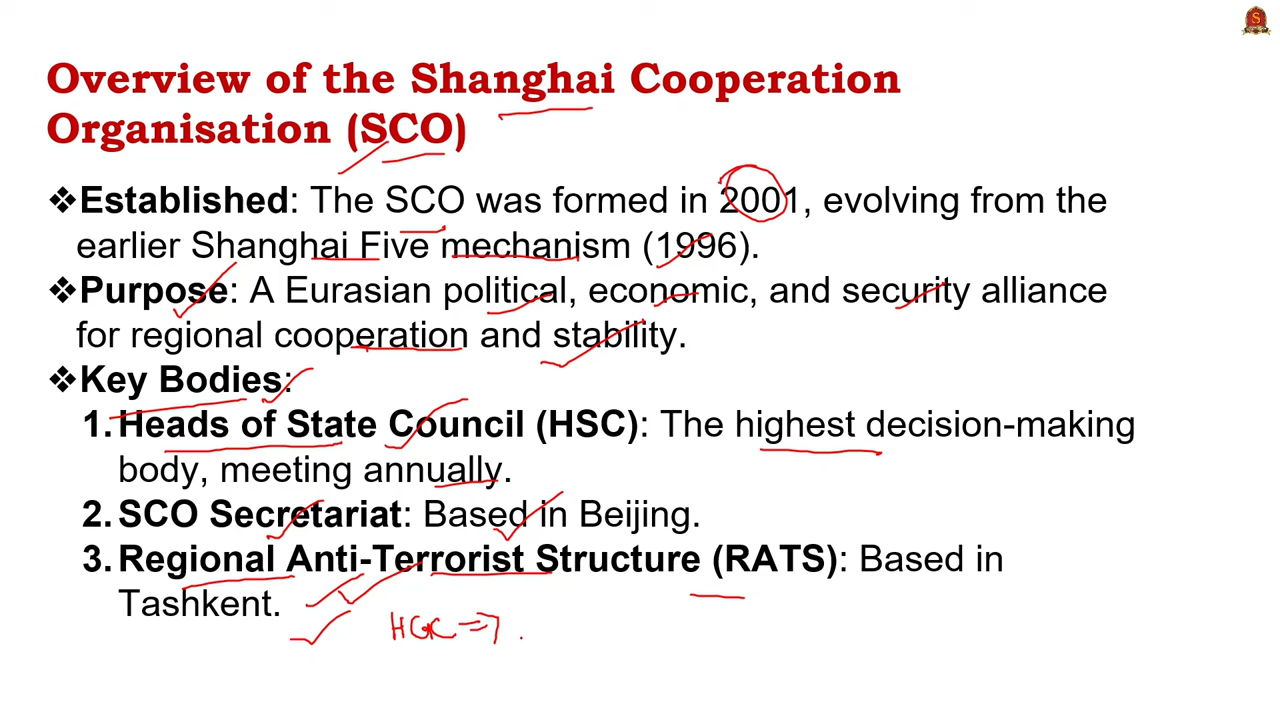 Overview of the Shanghai Cooperation
Organisation (SCO)
❖Established: The SCO was formed in 2001, evolving from the
earlier Shanghai Five mechanism (1996).
❖Purpose: A Eurasian political, economic, and security alliance
for regional cooperation and stability.
❖Key Bodies:
1. Heads of State Council (HSC): The highest decision-making
body, meeting annually.
2. SCO Secretariat: Based in Beijing.
3. Regional Anti-Terrorist Structure (RATS): Based in
Tashkent.
HGC ⇒